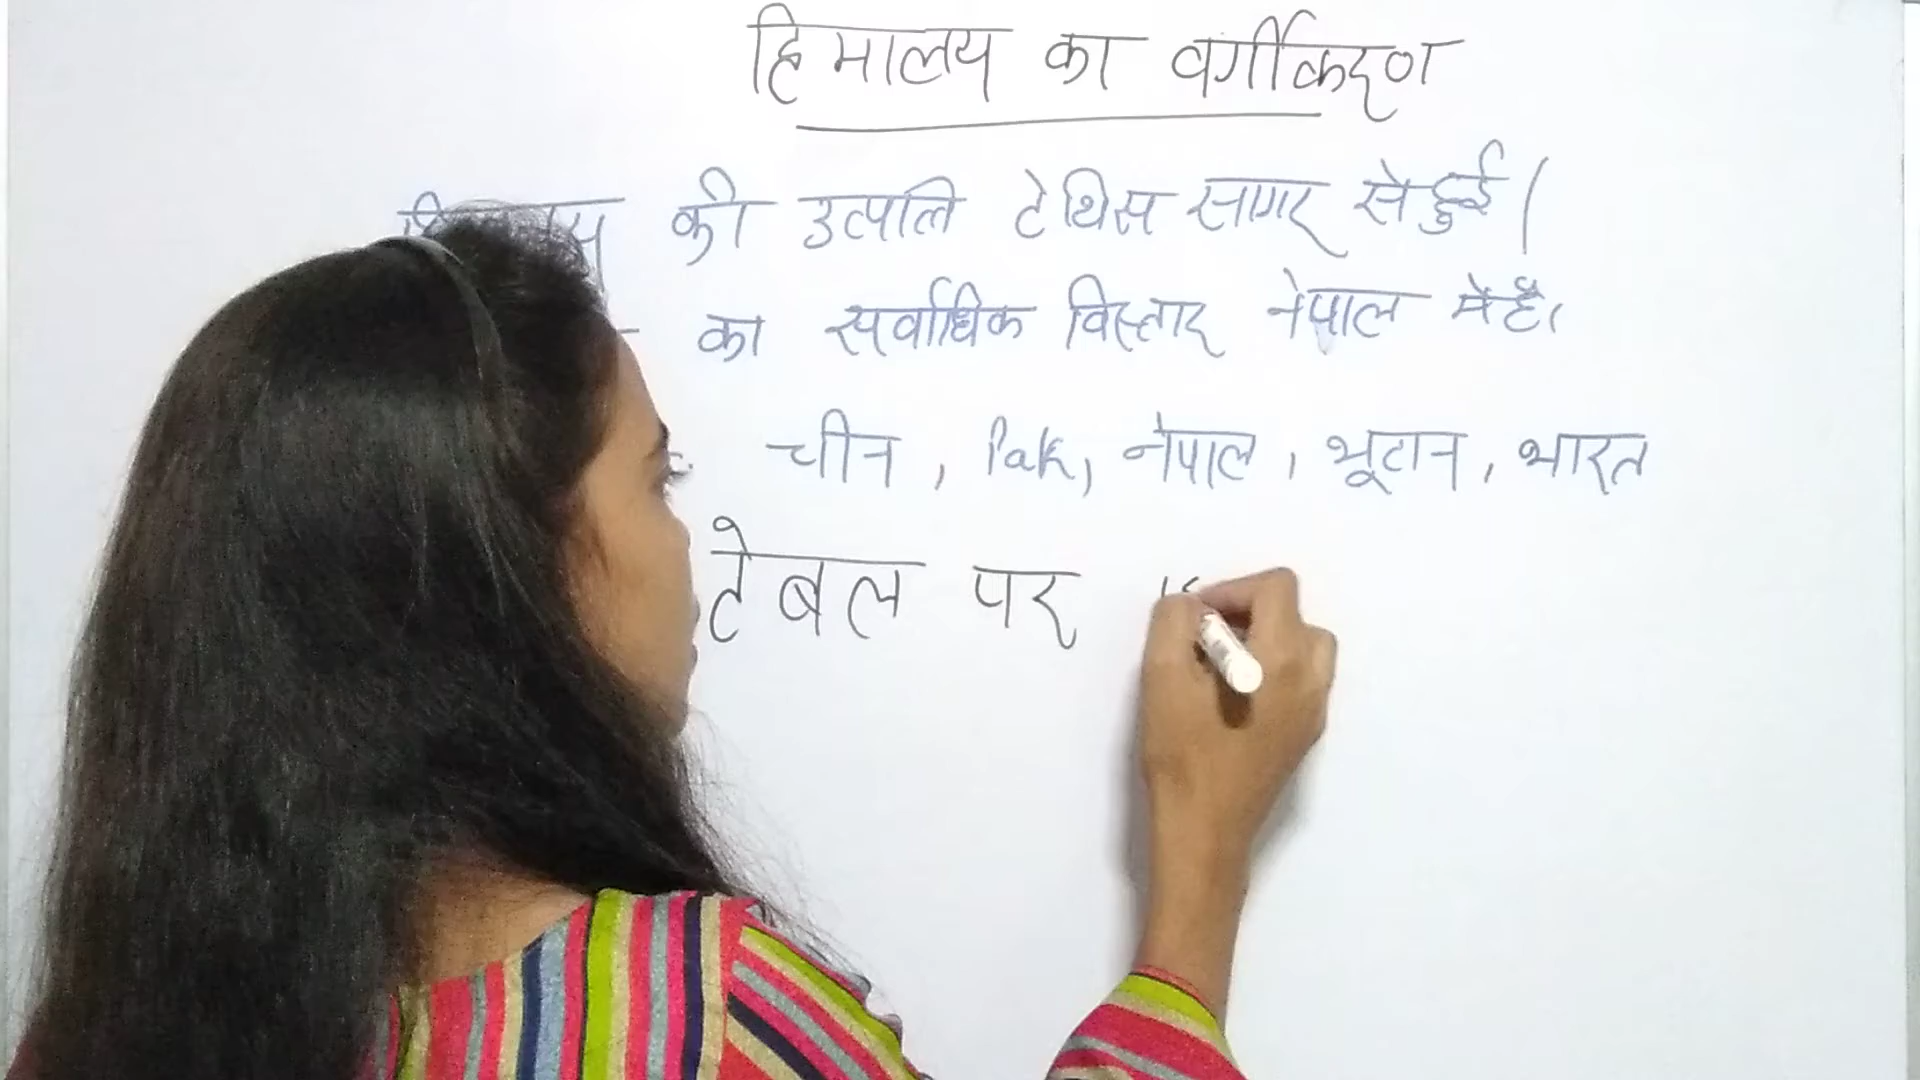 हिमालय का वर्गीकरण
की उत्पति टेथिस सागर से हुई।
का सर्वाधिक विस्तार नेपाल मे है।
चीन, Pak, नेपाल, भूटान, भारत
टेबल पर